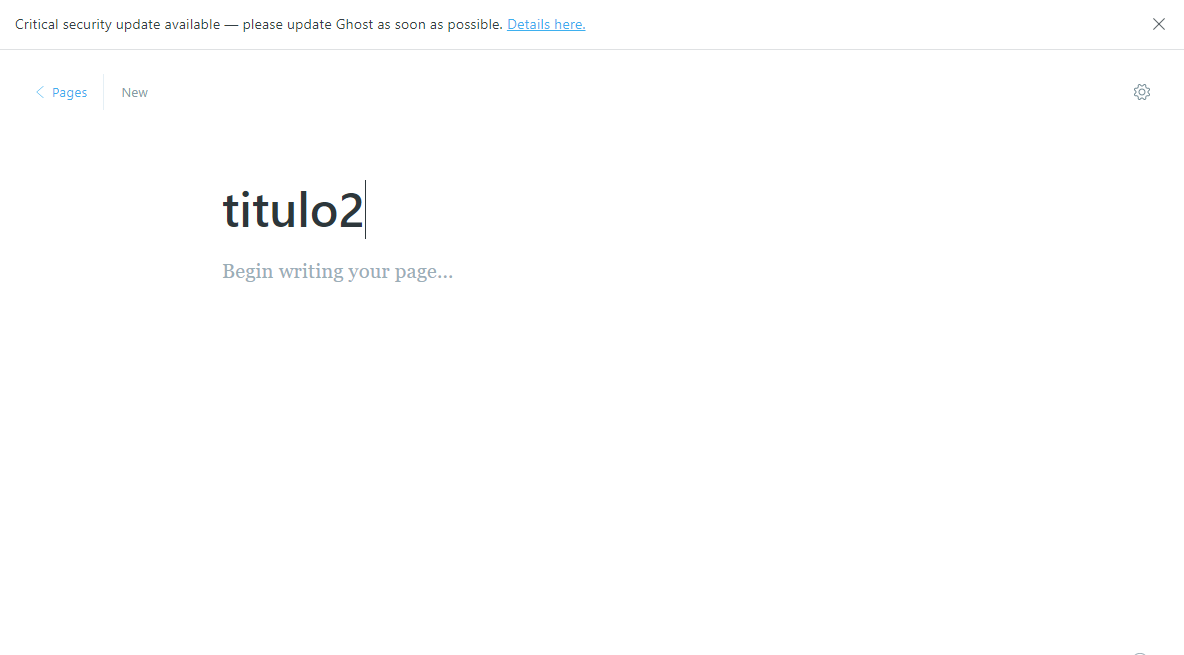 Critical security update available — please update Ghost as soon as possible. Details here.
Pages
New
titulo2
Begin writing your page...